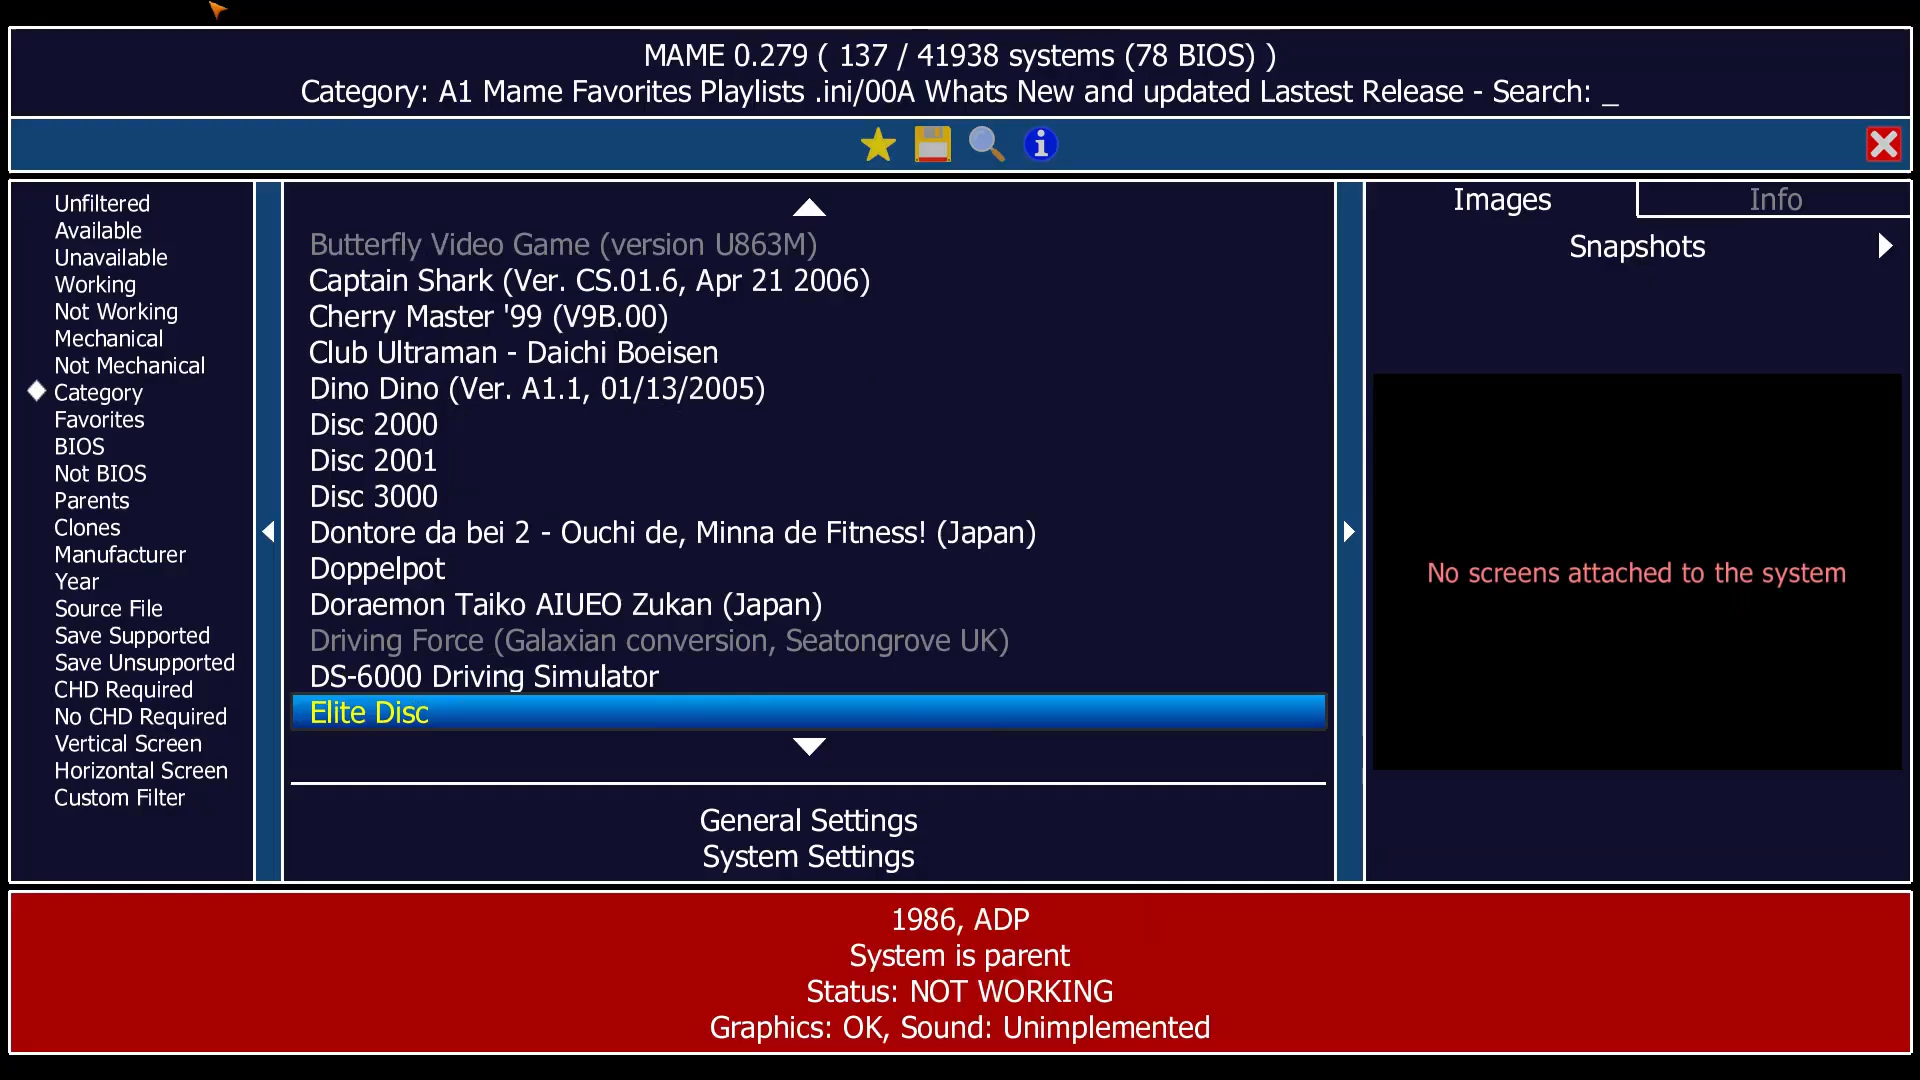 MAME 0.279 ( 137 / 41938 systems (78 BIOS) )
Category: A1 Mame Favorites Playlists .ini/00A Whats New and updated Lastest Release - Search: _
Unfiltered
Available
Unavailable
Working
Not Working
Mechanical
Not Mechanical
Category
Favorites
BIOS
Not BIOS
Parents
Clones
Manufacturer
Year
Source File
Save Supported
Save Unsupported
CHD Required
No CHD Required
Vertical Screen
Horizontal Screen
Custom Filter
Butterfly Video Game (version U863M)
Captain Shark (Ver. CS.01.6, Apr 21 2006)
Cherry Master '99 (V9B.00)
Club Ultraman - Daichi Boeisen
Dino Dino (Ver. A1.1, 01/13/2005)
Disc 2000
Disc 2001
Disc 3000
Dontore da bei 2 - Ouchi de, Minna de Fitness! (Japan)
Doppelpot
Doraemon Taiko AIUEO Zukan (Japan)
Driving Force (Galaxian conversion, Seatongrove UK)
DS-6000 Driving Simulator
Elite Disc
General Settings
System Settings
Images
Info
Snapshots
No screens attached to the system
1986, ADP
System is parent
Status: NOT WORKING
Graphics: OK, Sound: Unimplemented